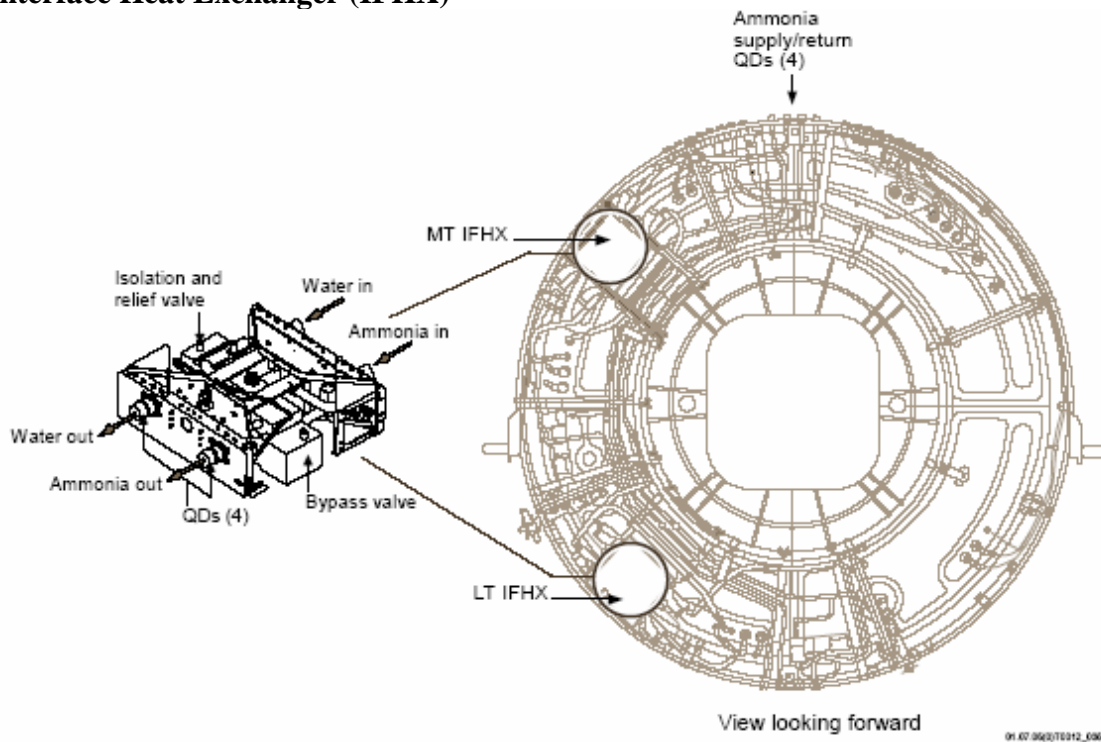 Interface Heat Exchanger (IFHX)
Ammonia
supply/return
QDs (4)
MT IFHX
Isolation and
relief valve
Water in
Ammonia in
Water out
Ammonia out
QDs (4)
Bypass valve
LT IFHX
View looking forward